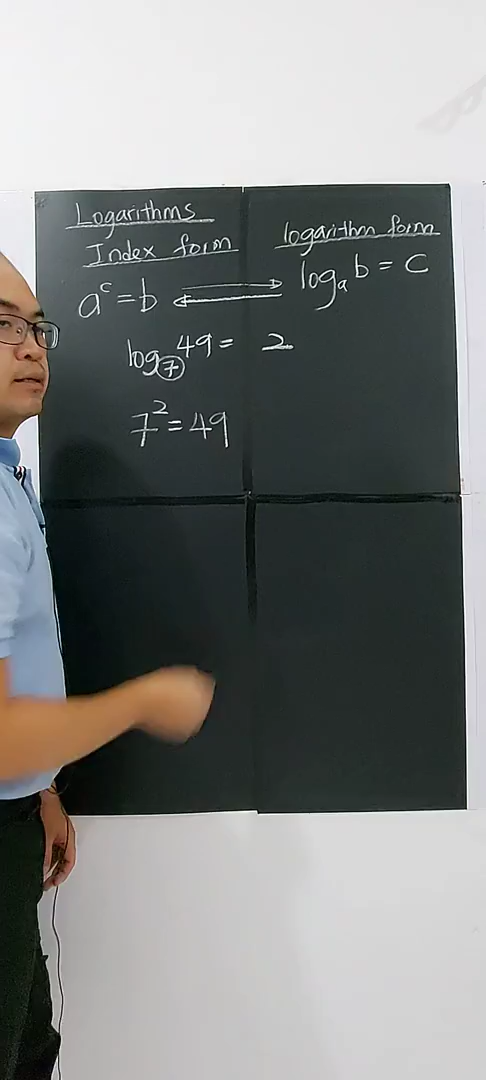 Logarithms
Index form logarithm form
a^c = b ⇌ log_a b = c
log_7 49 = 2
7^2 = 49